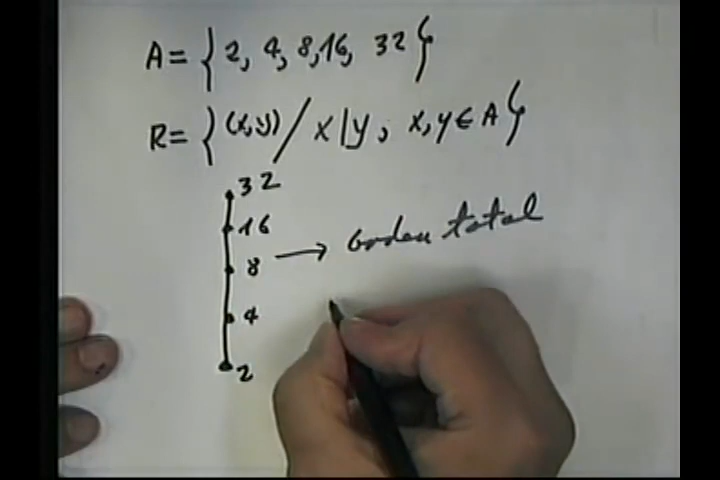 A = { 2, 4, 8, 16, 32 }
R = { (x,y) / x|y, x,y ∈ A }
32
16
8 → orden total
4
2